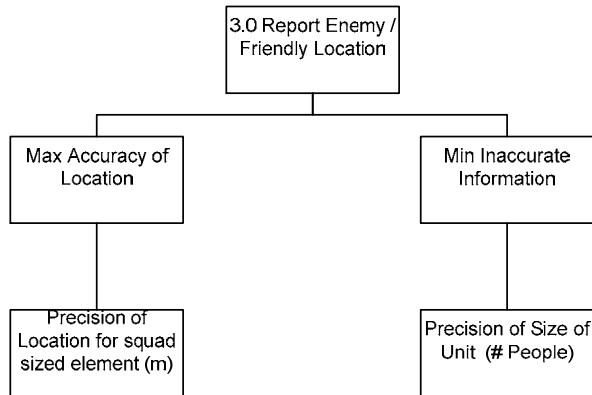 3.0 Report Enemy /
Friendly Location
Max Accuracy of
Location
Min Inaccurate
Information
Precision of
Location for squad
sized element (m)
Precision of Size of
Unit (# People)